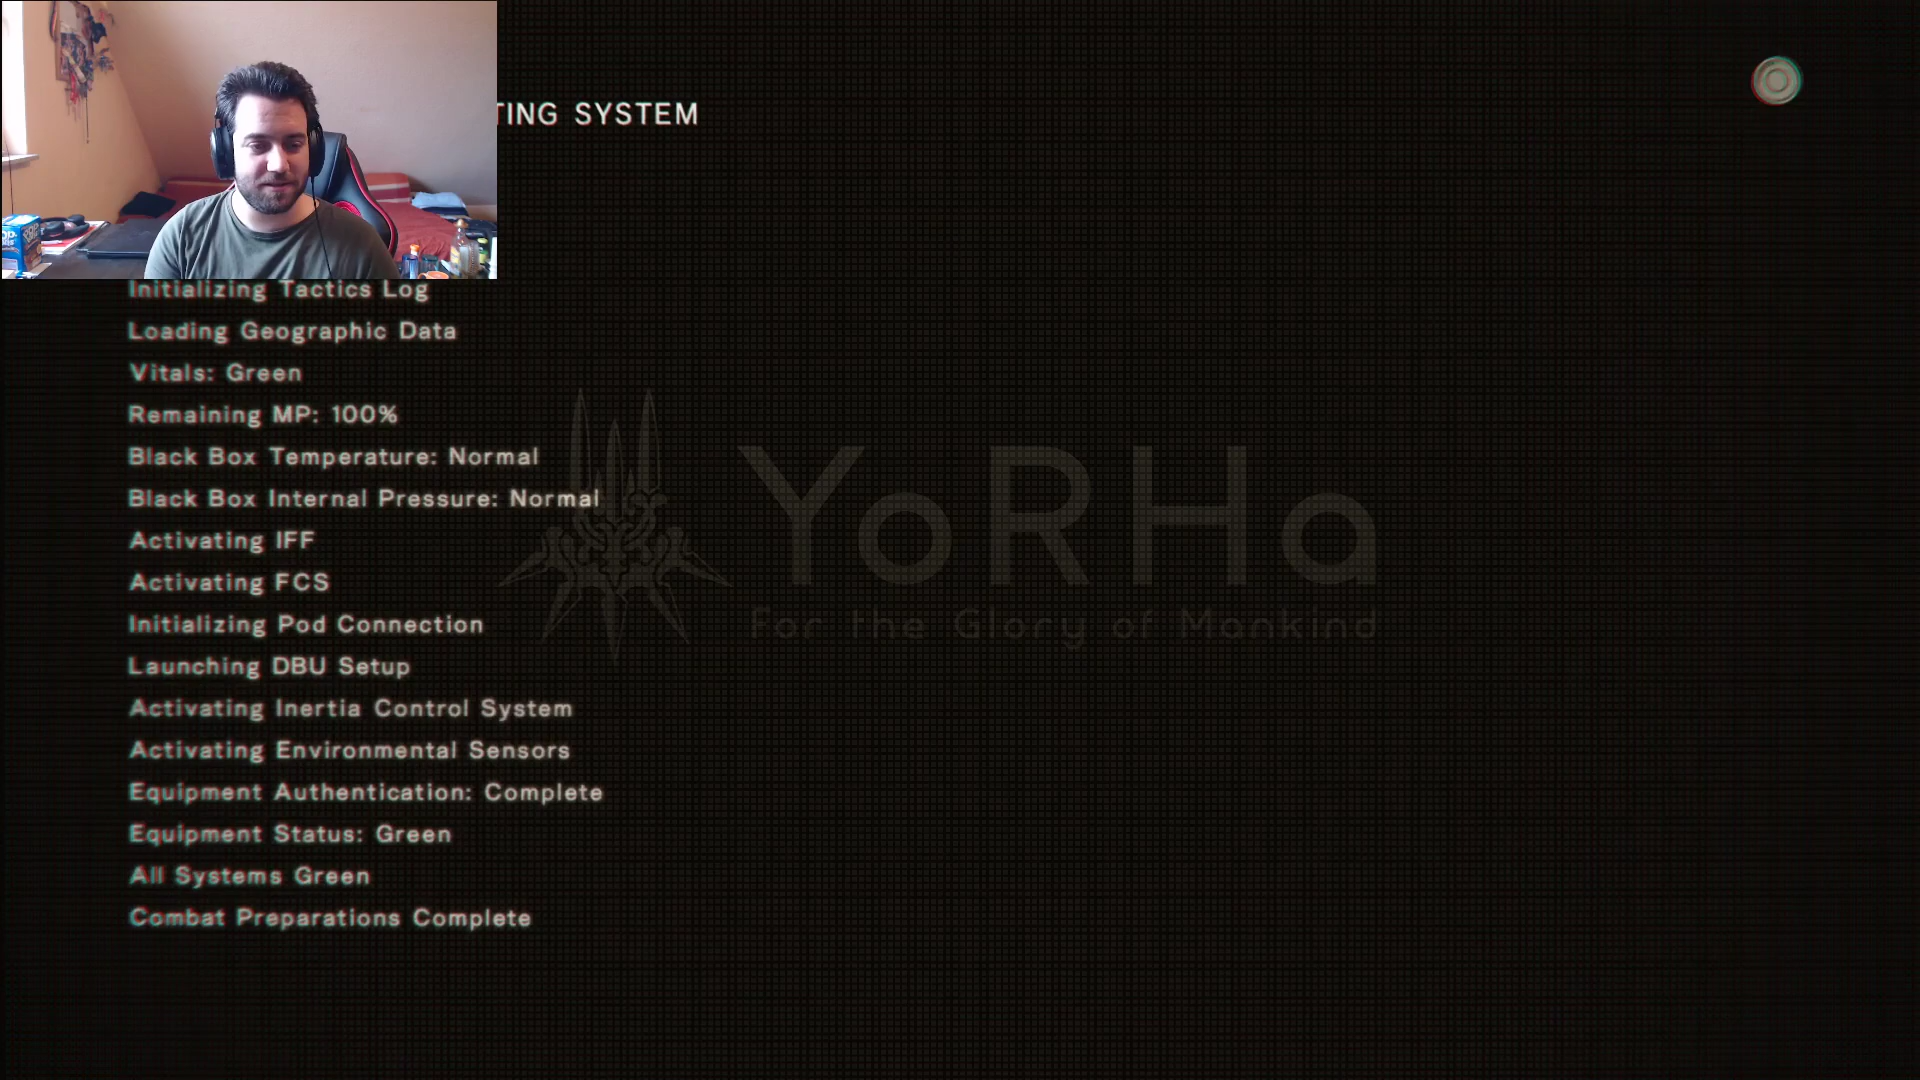 TING SYSTEM
Initializing Tactics Log
Loading Geographic Data
Vitals: Green
Remaining MP: 100%
Black Box Temperature: Normal
Black Box Internal Pressure: Normal
Activating IFF
Activating FCS
Initializing Pod Connection
Launching DBU Setup
Activating Inertia Control System
Activating Environmental Sensors
Equipment Authentication: Complete
Equipment Status: Green
All Systems Green
Combat Preparations Complete
YoRHa
For the Glory of Mankind